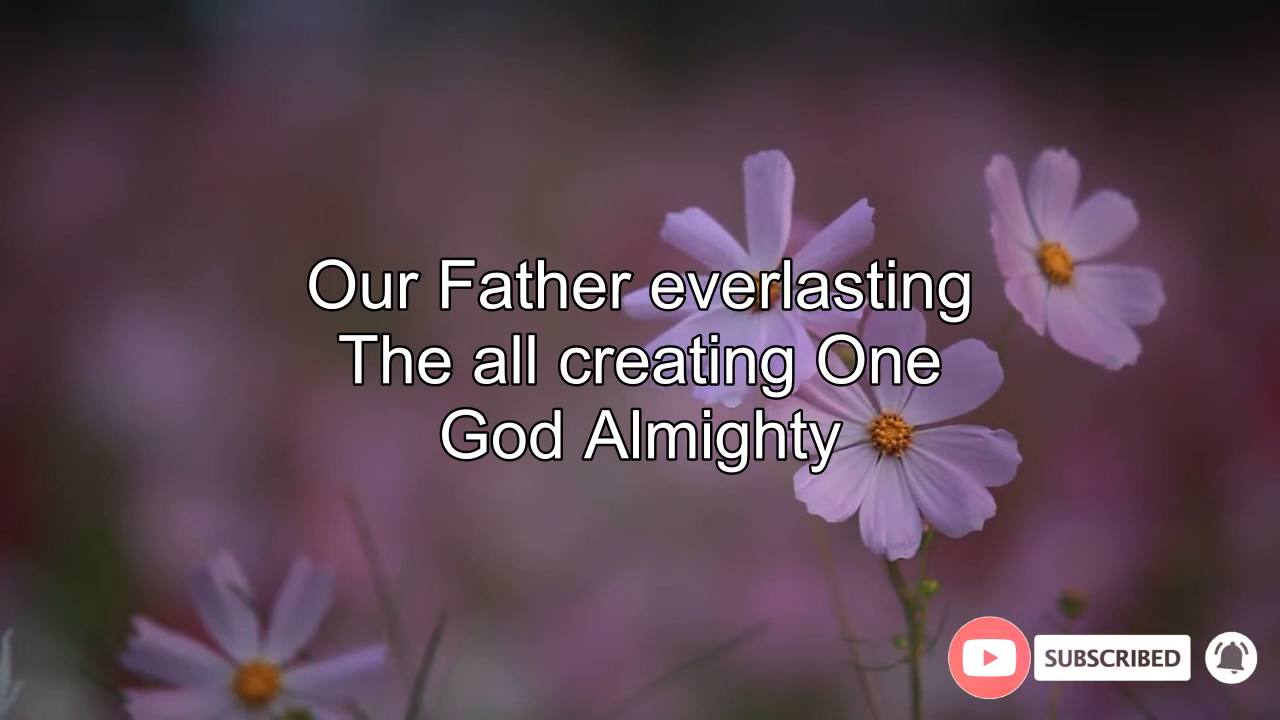 Our Father everlasting
The all creating One
God Almighty
SUBSCRIBED